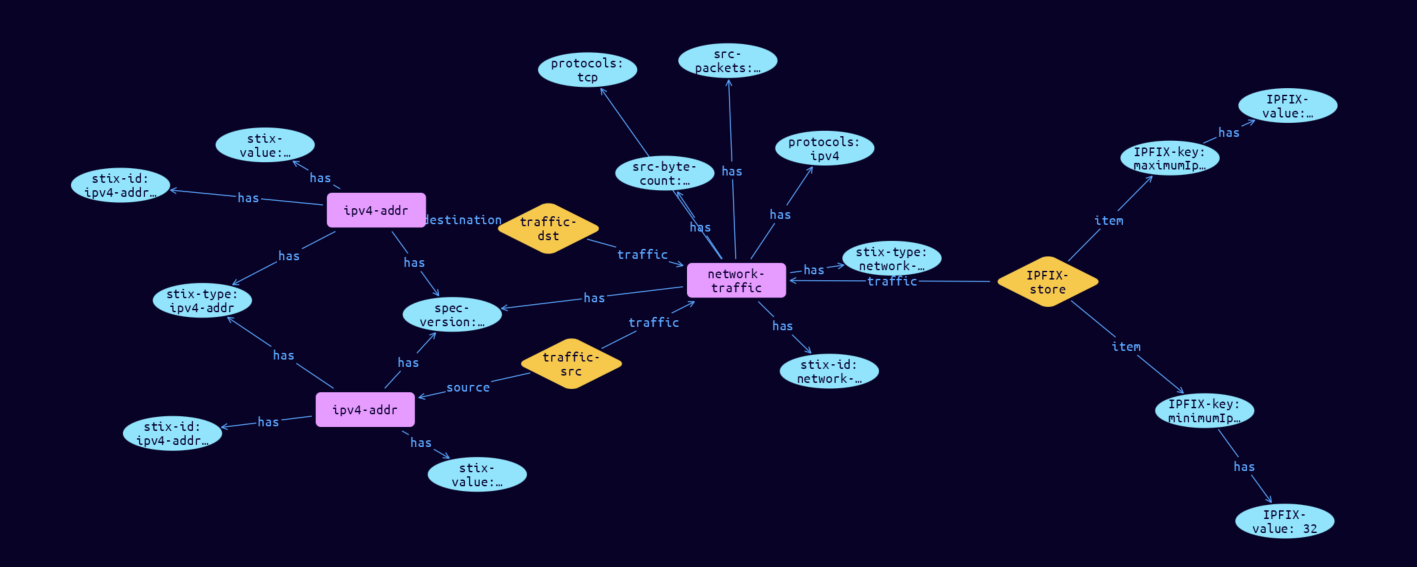 protocols:
tcp
src-
packets:…
IPFIX-
value:…
has
has
stix-
value:…
protocols:
ipv4
IPFIX-key:
maximumIp…
src-byte-
count:…
has
has
stix-id:
ipv4-addr…
has
ipv4-addr
destination
traffic-
dst
has
has
item
has
has
traffic
stix-type:
network-…
has
network-
traffic
traffic
IPFIX-
store
stix-type:
ipv4-addr
has
spec-
version:…
traffic
has
item
has
has
traffic-
src
source
stix-id:
network-…
ipv4-addr
IPFIX-key:
minimumIp…
has
stix-id:
ipv4-addr…
has
has
stix-
value:…
IPFIX-
value: 32